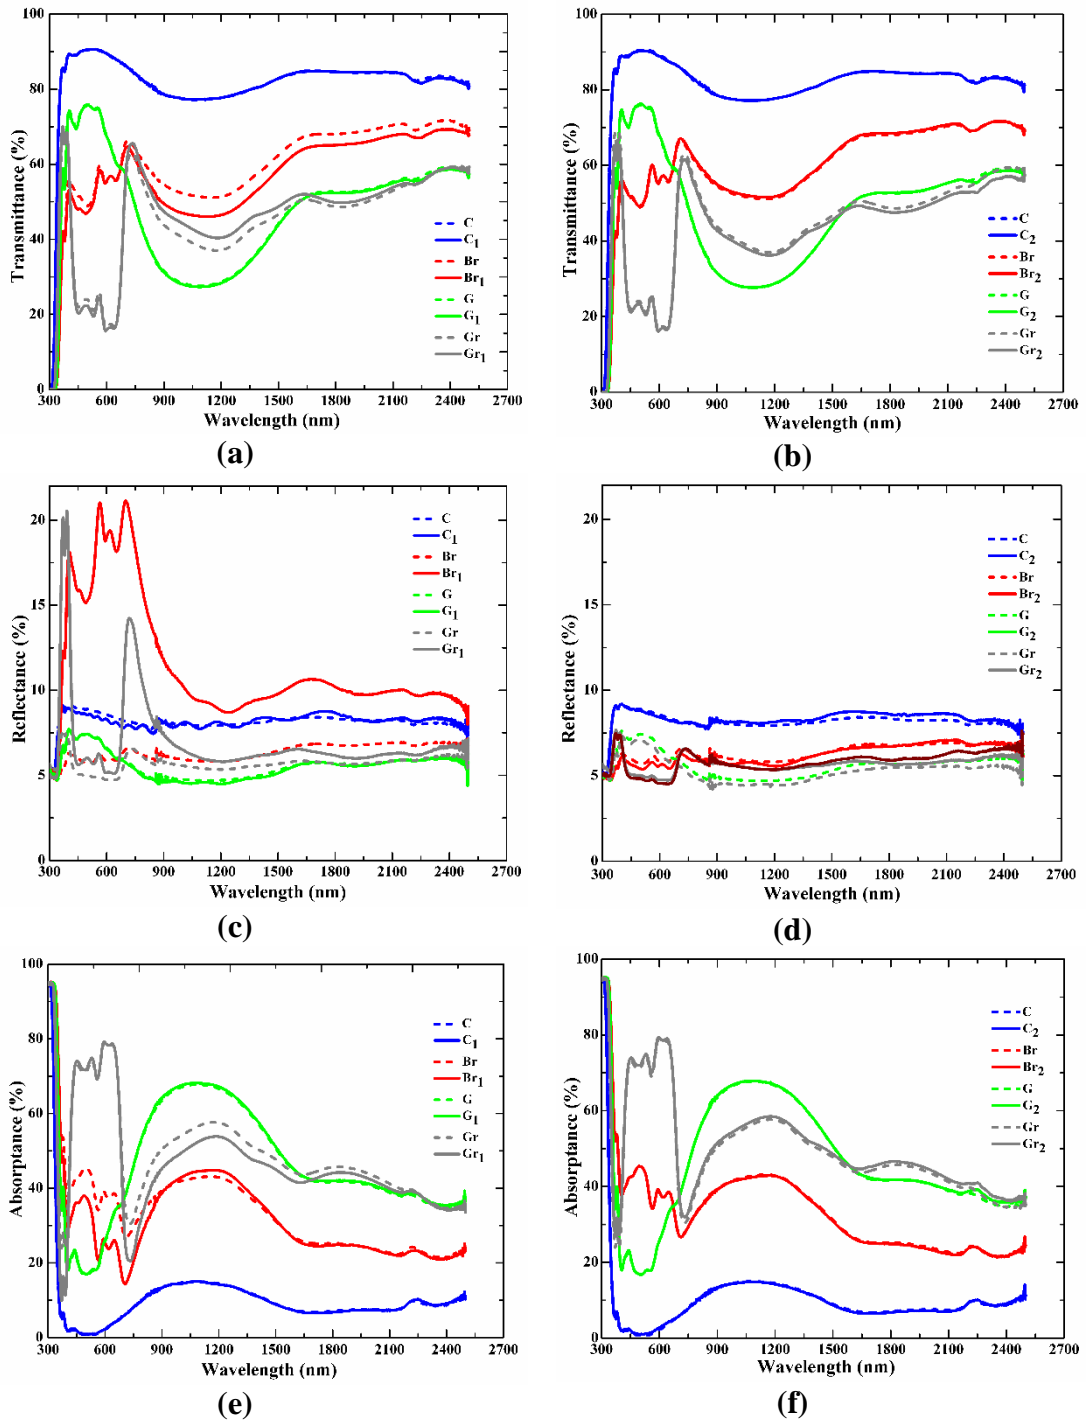 Transmittance (%)
100
80
60
40
20
0
300 600 900 1200 1500 1800 2100 2400 2700
Wavelength (nm)
C
C1
Br
Br1
G
G1
Gr
Gr1
(a)
Transmittance (%)
100
80
60
40
20
0
300 600 900 1200 1500 1800 2100 2400 2700
Wavelength (nm)
C
C2
Br
Br2
G
G2
Gr
Gr2
(b)
Reflectance (%)
20
15
10
5
0
300 600 900 1200 1500 1800 2100 2400 2700
Wavelength (nm)
C
C1
Br
Br1
G
G1
Gr
Gr1
(c)
Reflectance (%)
20
15
10
5
0
300 600 900 1200 1500 1800 2100 2400 2700
Wavelength (nm)
C
C2
Br
Br2
G
G2
Gr
Gr2
(d)
Absorptance (%)
100
80
60
40
20
0
300 600 900 1200 1500 1800 2100 2400 2700
Wavelength (nm)
C
C1
Br
Br1
G
G1
Gr
Gr1
(e)
Absorptance (%)
100
80
60
40
20
0
300 600 900 1200 1500 1800 2100 2400 2700
Wavelength (nm)
C
C2
Br
Br2
G
G2
Gr
Gr2
(f)